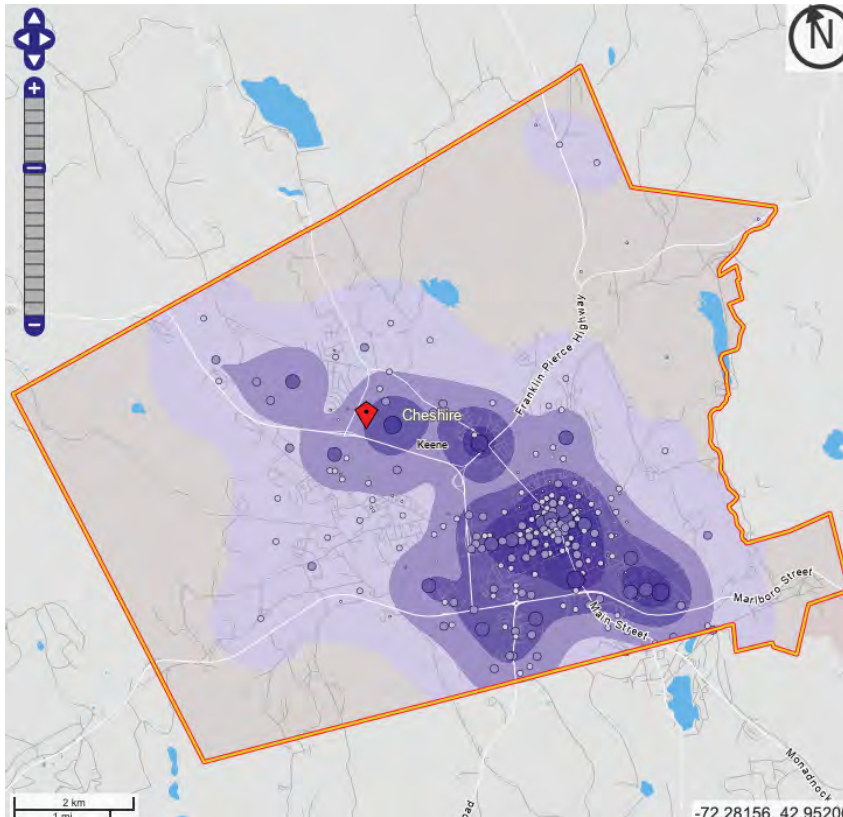 N
+
Franklin Pierce Highway
Cheshire
Keene
Marlboro Street
Main Street
Monadnock
2 km
1 mi
-72.28156, 42.95200